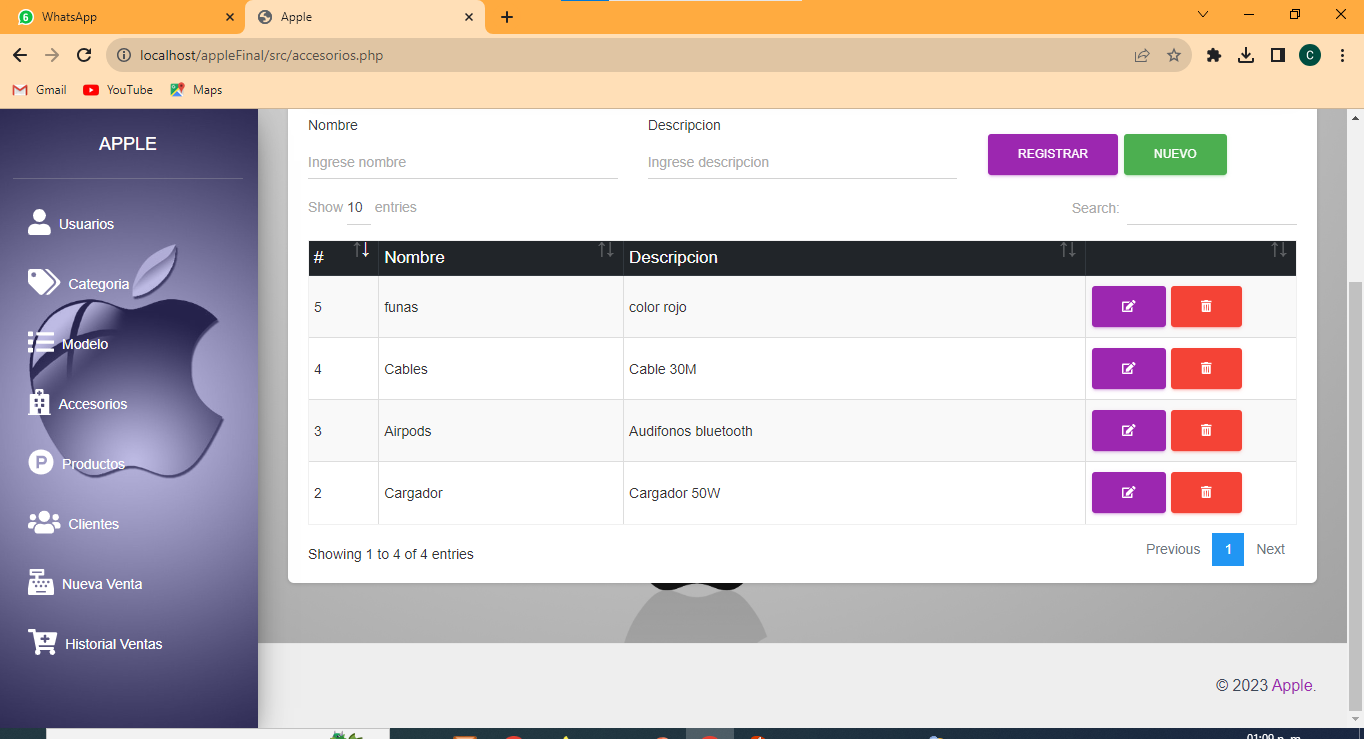 6 WhatsApp
Apple
localhost/appleFinal/src/accesorios.php
C
Gmail
YouTube
Maps
APPLE
Usuarios
Categoria
Modelo
Accesorios
P Productos
Clientes
Nueva Venta
Historial Ventas
Nombre Descripcion
Ingrese nombre Ingrese descripcion REGISTRAR NUEVO
Show 10 entries Search:
# Nombre Descripcion
5 funas color rojo
4 Cables Cable 30M
3 Airpods Audifonos bluetooth
2 Cargador Cargador 50W
Showing 1 to 4 of 4 entries Previous 1 Next
© 2023 Apple.